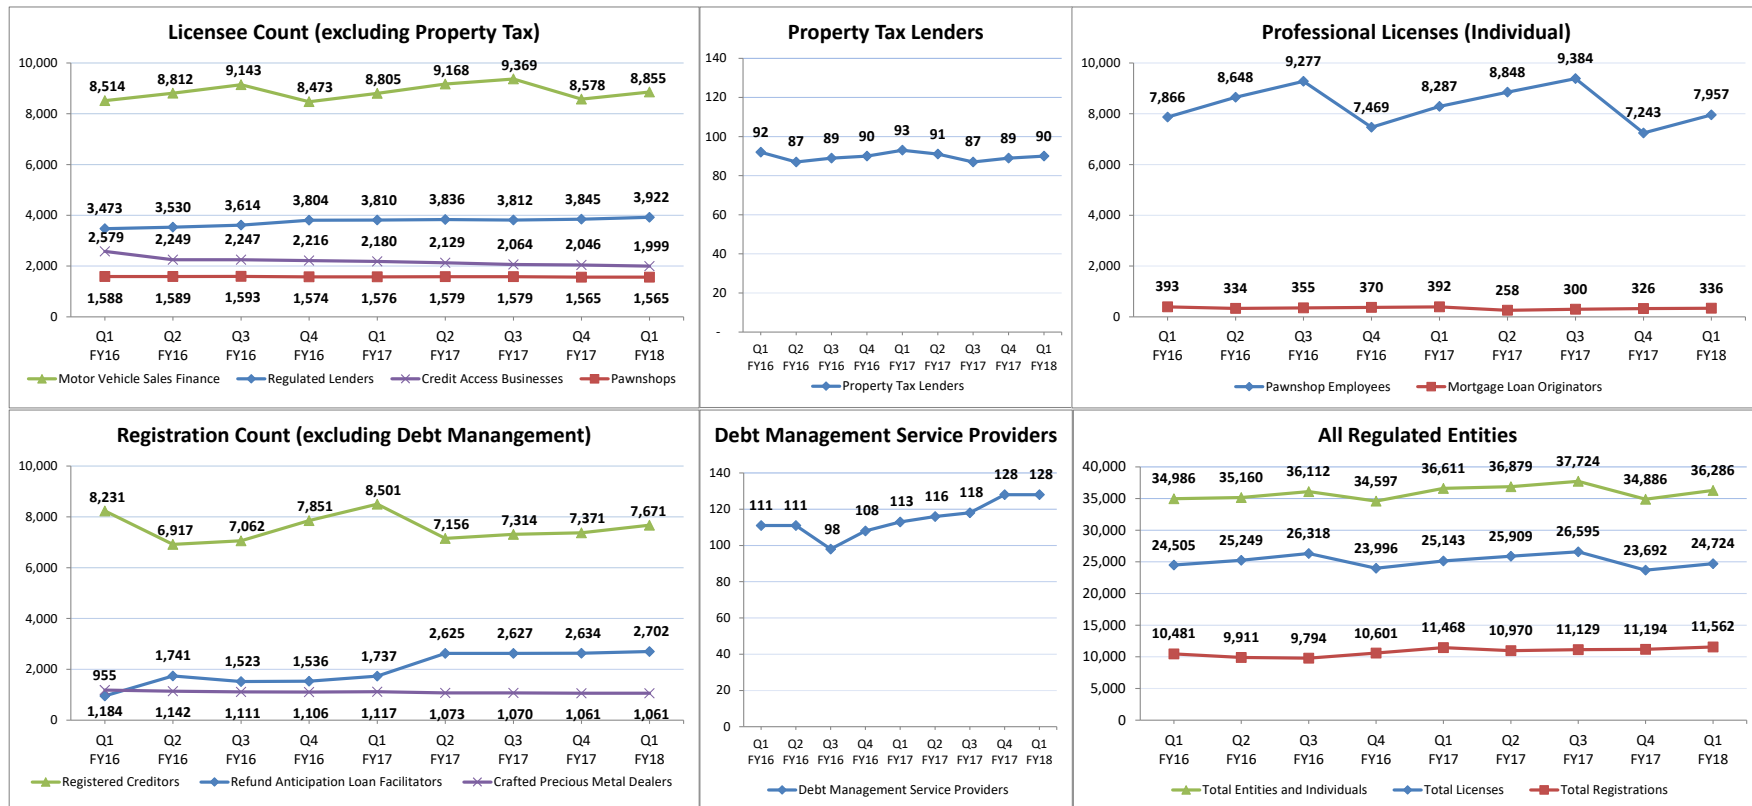 Licensee Count (excluding Property Tax)
10,000
8,000
6,000
4,000
2,000
0
8,514 8,812 9,143 8,473 8,805 9,168 9,369 8,578 8,855
3,473 3,530 3,614 3,804 3,810 3,836 3,812 3,845 3,922
2,579 2,249 2,247 2,216 2,180 2,129 2,064 2,046 1,999
1,588 1,589 1,593 1,574 1,576 1,579 1,579 1,565 1,565
Q1 Q2 Q3 Q4 Q1 Q2 Q3 Q4 Q1
FY16 FY16 FY16 FY16 FY17 FY17 FY17 FY17 FY18
Motor Vehicle Sales Finance Regulated Lenders Credit Access Businesses Pawnshops
Property Tax Lenders
140
120
100
80
60
40
20
-
92 87 89 90 93 91 87 89 90
Q1 Q2 Q3 Q4 Q1 Q2 Q3 Q4 Q1
FY16 FY16 FY16 FY16 FY17 FY17 FY17 FY17 FY18
Property Tax Lenders
Professional Licenses (Individual)
10,000
8,000
6,000
4,000
2,000
0
7,866 8,648 9,277 7,469 8,287 8,848 9,384 7,243 7,957
393 334 355 370 392 258 300 326 336
Q1 Q2 Q3 Q4 Q1 Q2 Q3 Q4 Q1
FY16 FY16 FY16 FY16 FY17 FY17 FY17 FY17 FY18
Pawnshop Employees Mortgage Loan Originators
Registration Count (excluding Debt Manangement)
10,000
8,000
6,000
4,000
2,000
0
8,231 6,917 7,062 7,851 8,501 7,156 7,314 7,371 7,671
955 1,741 1,523 1,536 1,737 2,625 2,627 2,634 2,702
1,184 1,142 1,111 1,106 1,117 1,073 1,070 1,061 1,061
Q1 Q2 Q3 Q4 Q1 Q2 Q3 Q4 Q1
FY16 FY16 FY16 FY16 FY17 FY17 FY17 FY17 FY18
Registered Creditors Refund Anticipation Loan Facilitators Crafted Precious Metal Dealers
Debt Management Service Providers
140
120
100
80
60
40
20
0
111 111 98 108 113 116 118 128 128
Q1 Q2 Q3 Q4 Q1 Q2 Q3 Q4 Q1
FY16 FY16 FY16 FY16 FY17 FY17 FY17 FY17 FY18
Debt Management Service Providers
All Regulated Entities
40,000
35,000
30,000
25,000
20,000
15,000
10,000
5,000
0
34,986 35,160 36,112 34,597 36,611 36,879 37,724 34,886 36,286
24,505 25,249 26,318 23,996 25,143 25,909 26,595 23,692 24,724
10,481 9,911 9,794 10,601 11,468 10,970 11,129 11,194 11,562
Q1 Q2 Q3 Q4 Q1 Q2 Q3 Q4 Q1
FY16 FY16 FY16 FY16 FY17 FY17 FY17 FY17 FY18
Total Entities and Individuals Total Licenses Total Registrations